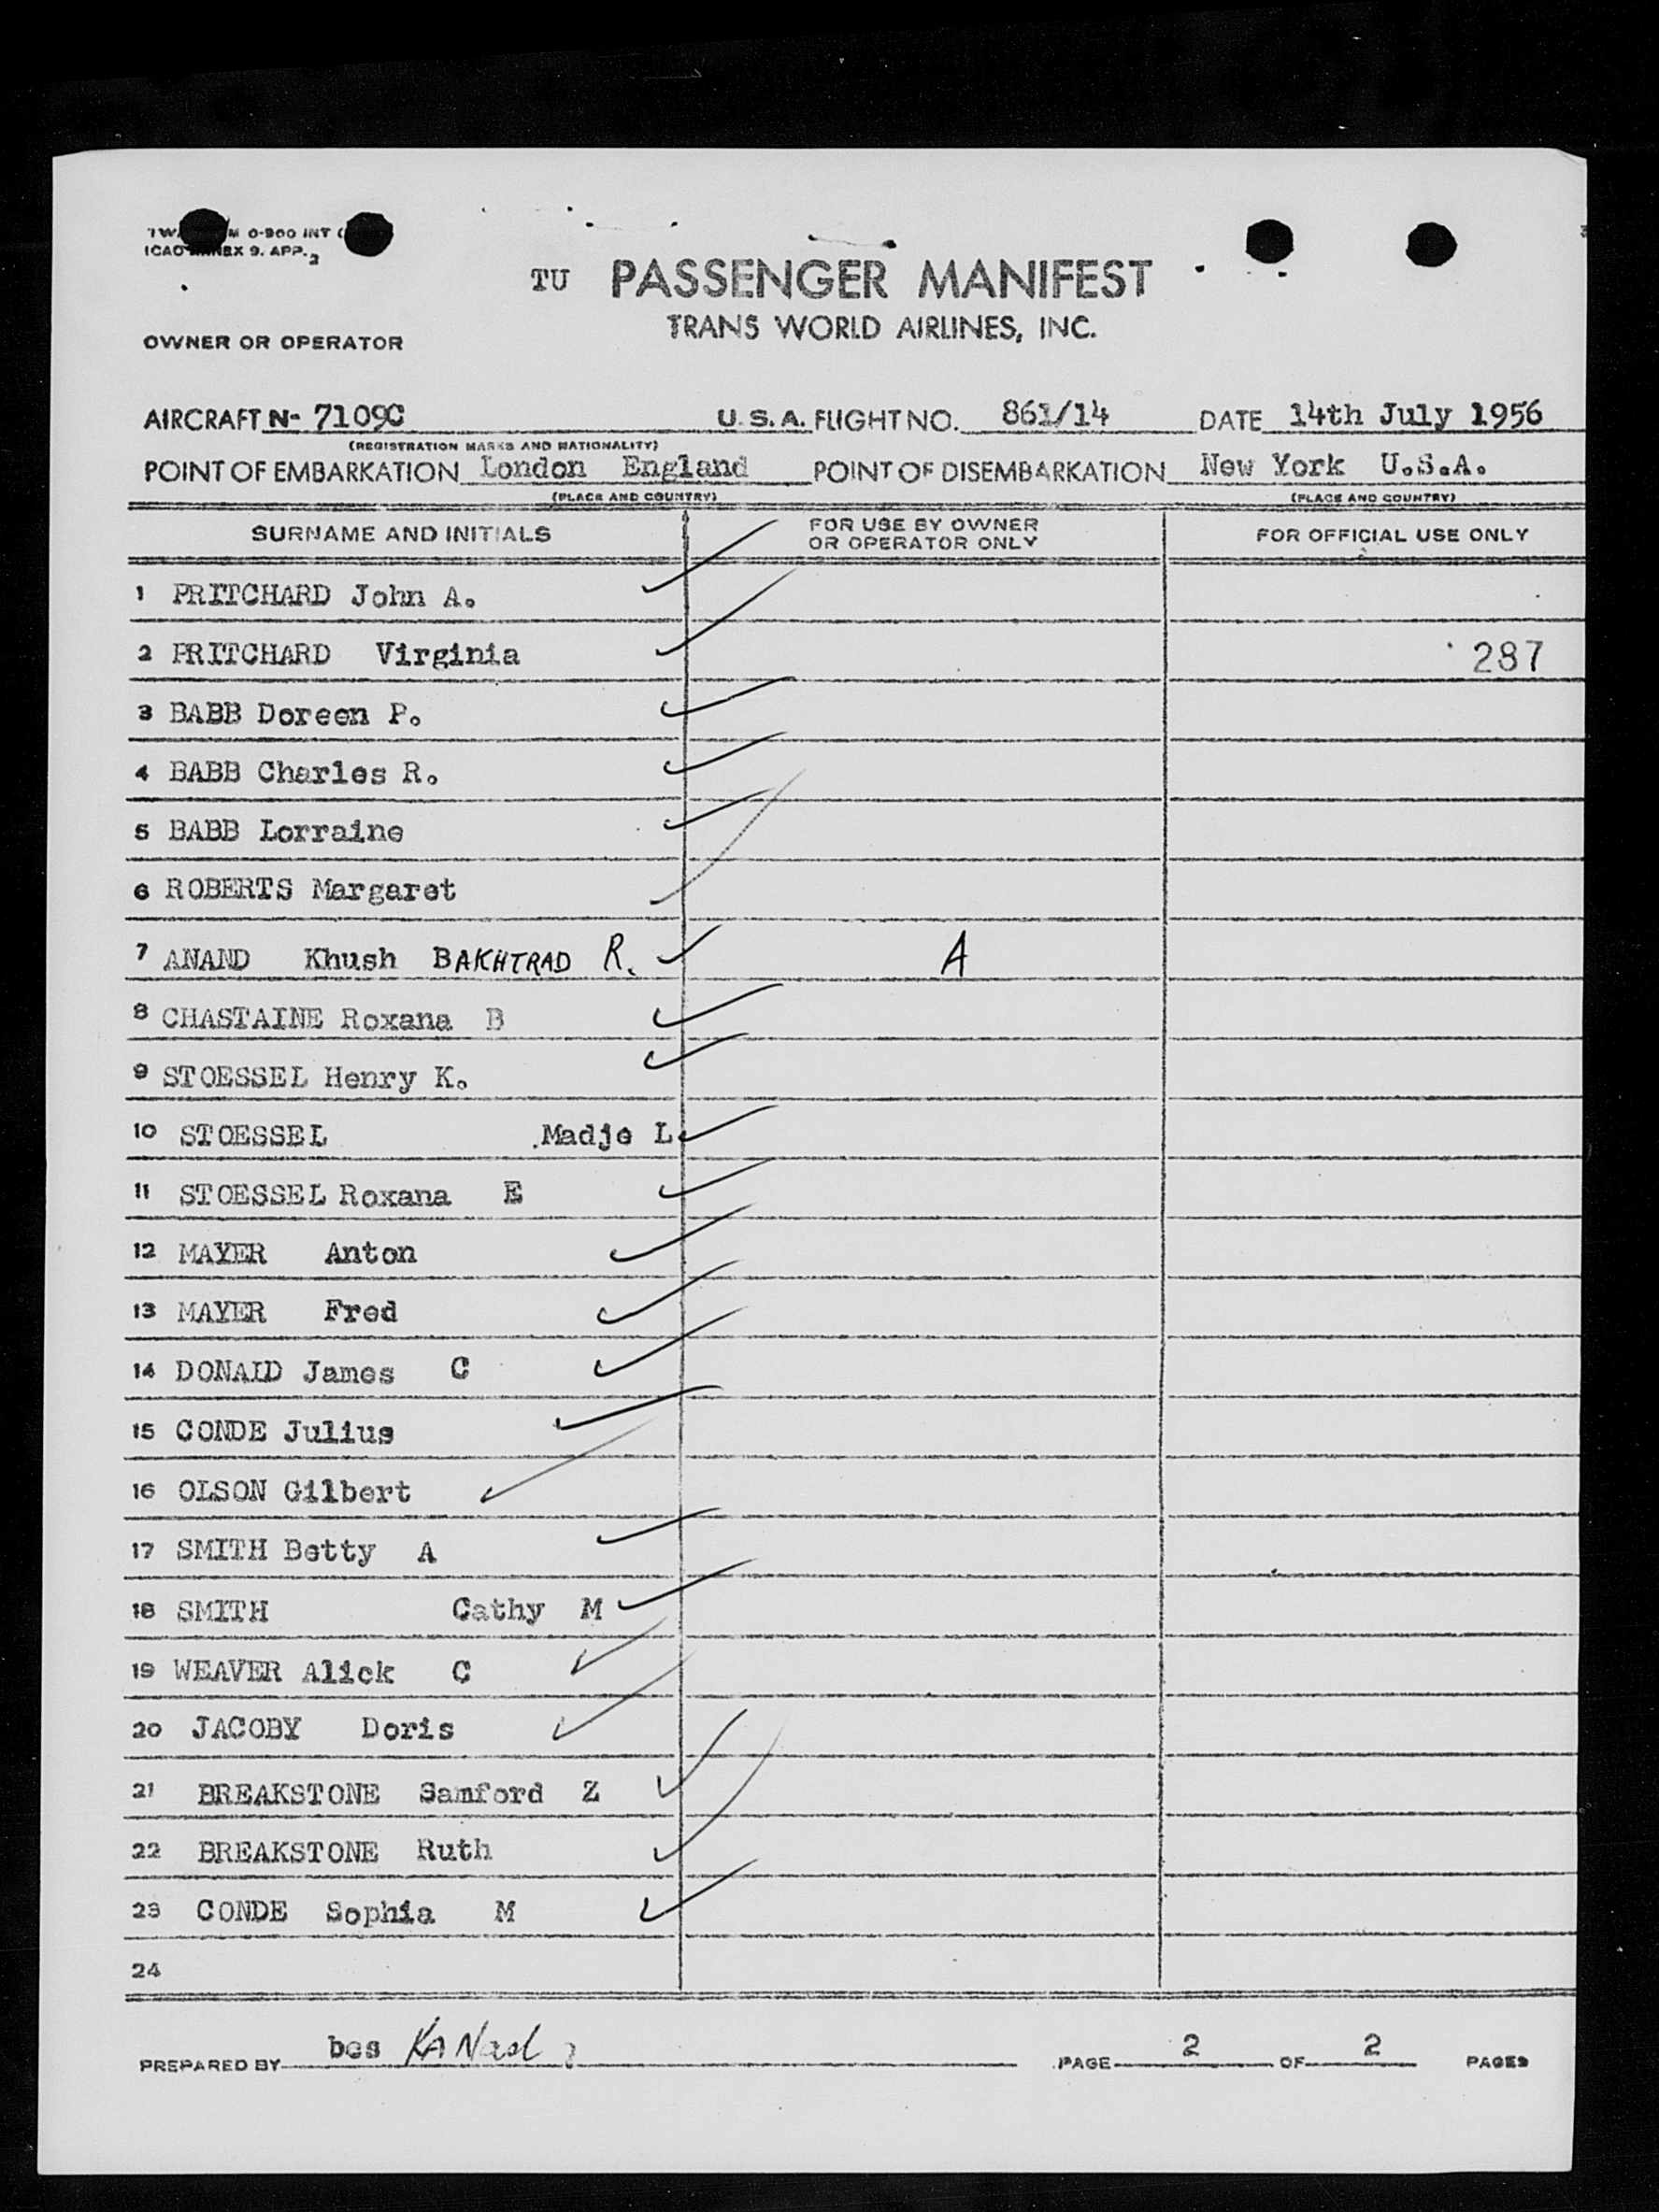 0-900 INT
ICAO ANNEX 9. APP. 2
TU PASSENGER MANIFEST
TRANS WORLD AIRLINES, INC.
OWNER OR OPERATOR
AIRCRAFT N- 7109C U.S.A. FLIGHT NO. 861/14 DATE 14th July 1956
(REGISTRATION MARKS AND NATIONALITY)
POINT OF EMBARKATION London England POINT OF DISEMBARKATION New York U.S.A.
(PLACE AND COUNTRY) (PLACE AND COUNTRY)
SURNAME AND INITIALS FOR USE BY OWNER OR OPERATOR ONLY FOR OFFICIAL USE ONLY
1 PRITCHARD John A.
2 PRITCHARD Virginia 287
3 BABB Doreen P.
4 BABB Charles R.
5 BABB Lorraine
6 ROBERTS Margaret
7 ANAND Khush BAKHTRAD R. A
8 CHASTAINE Roxana B
9 STOESSEL Henry K.
10 STOESSEL Madje L.
11 STOESSEL Roxana E
12 MAYER Anton
13 MAYER Fred
14 DONALD James C
15 CONDE Julius
16 OLSON Gilbert
17 SMITH Betty A
18 SMITH Cathy M
19 WEAVER Alick C
20 JACOBY Doris
21 BREAKSTONE Samford Z
22 BREAKSTONE Ruth
23 CONDE Sophia M
24
PREPARED BY bes PAGE 2 OF 2 PAGES